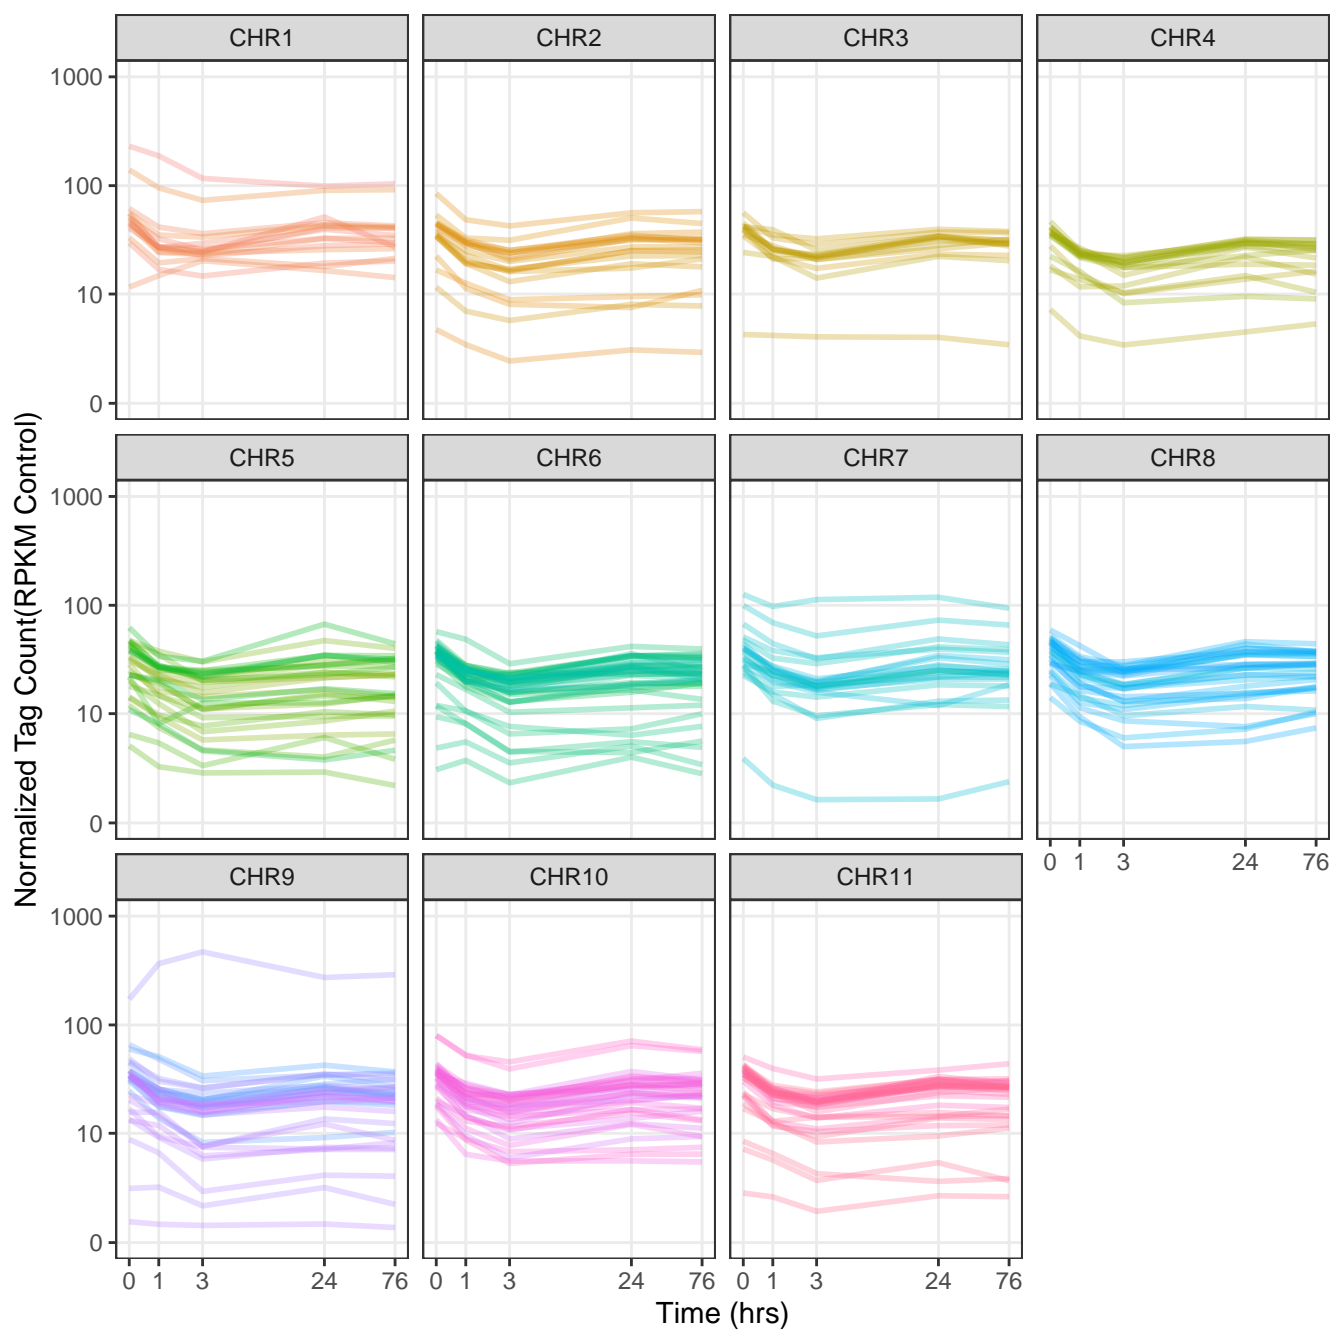 CHR1 CHR2 CHR3 CHR4
1000
100
10
0
CHR5 CHR6 CHR7 CHR8
1000
100
10
0
0 1 3 24 76
CHR9 CHR10 CHR11
1000
100
10
0
0 1 3 24 76 0 1 3 24 76 0 1 3 24 76
Time (hrs)
Normalized Tag Count(RPKM Control)